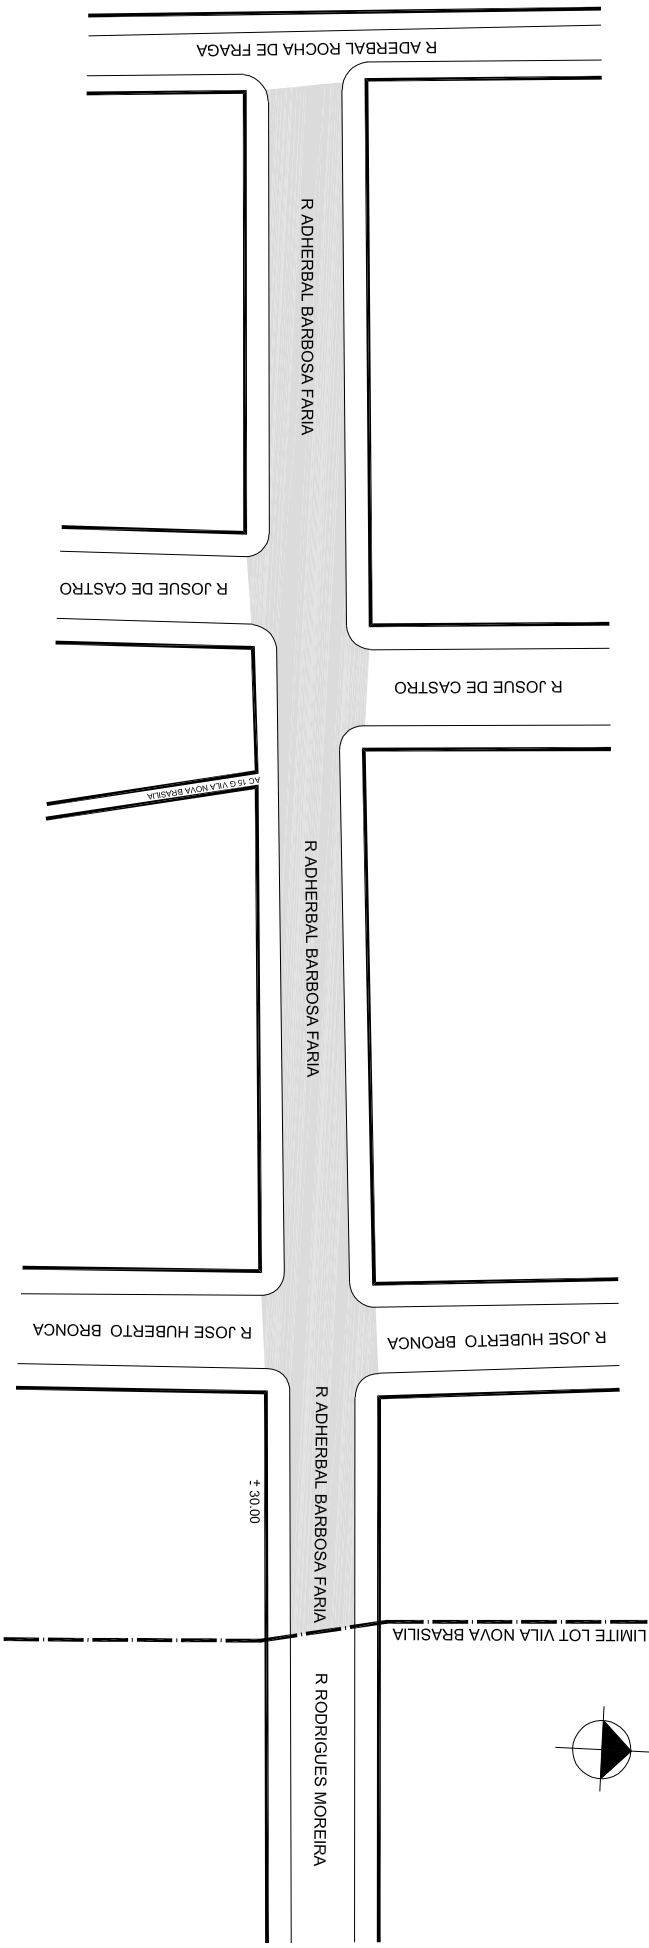 R ADERBAL ROCHA DE FRAGA
R ADHERBAL BARBOSA FARIA
R JOSUE DE CASTRO
R JOSUE DE CASTRO
AC 15 G VILA NOVA BRASILIA
R ADHERBAL BARBOSA FARIA
R JOSE HUBERTO BRONCA
R JOSE HUBERTO BRONCA
R ADHERBAL BARBOSA FARIA
± 30.00
LIMITE LOT VILA NOVA BRASILIA
R RODRIGUES MOREIRA